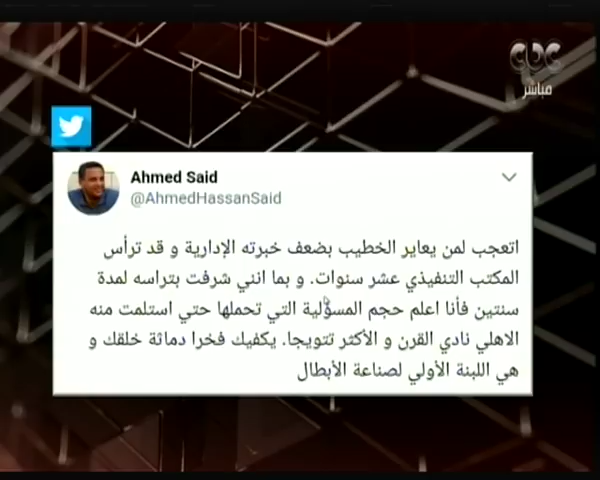 cbc
مباشر
Ahmed Said
@AhmedHassanSaid
اتعجب لمن يعاير الخطيب بضعف خبرته الإدارية و قد ترأس
المكتب التنفيذي عشر سنوات. و بما انني شرفت بتراسه لمدة
سنتين فأنا اعلم حجم المسؤلية التي تحملها حتي استلمت منه
الاهلي نادي القرن و الأكثر تتويجا. يكفيك فخرا دماثة خلقك و
هي اللبنة الأولي لصناعة الأبطال